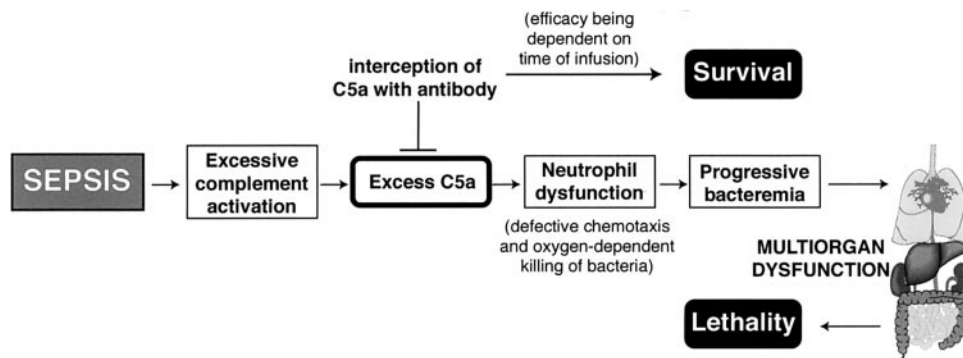 (efficacy being
dependent on
time of infusion)
interception of
C5a with antibody
Survival
SEPSIS
Excessive
complement
activation
Excess C5a
Neutrophil
dysfunction
Progressive
bacteremia
(defective chemotaxis
and oxygen-dependent
killing of bacteria)
MULTIORGAN
DYSFUNCTION
Lethality